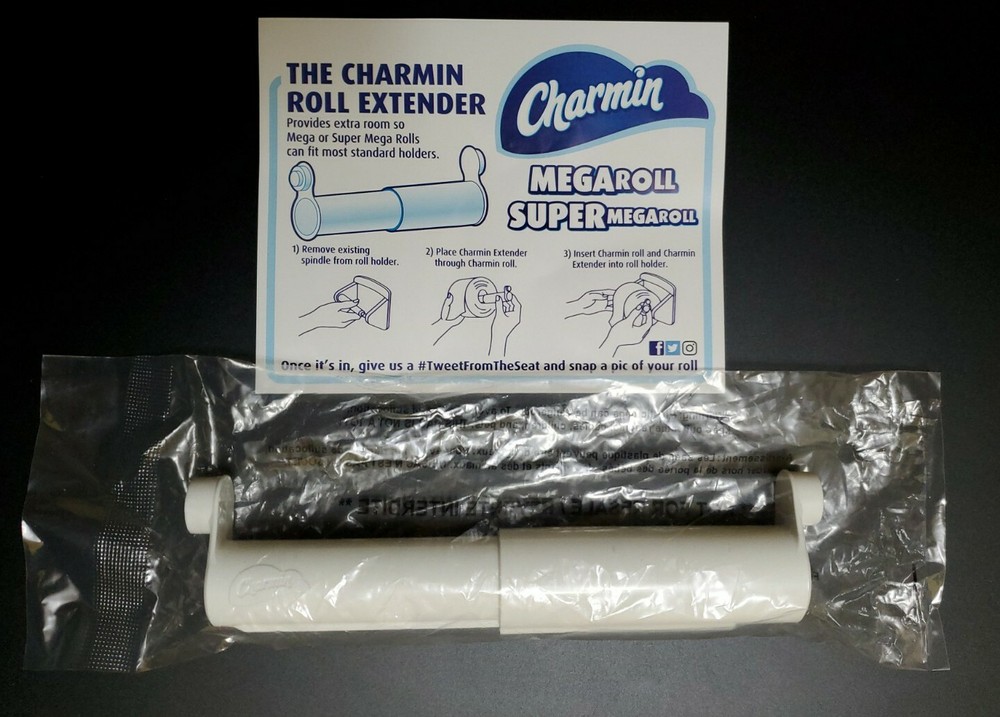 THE CHARMIN
ROLL EXTENDER
Provides extra room so
Mega or Super Mega Rolls
can fit most standard holders.
Charmin
MEGAROLL
SUPERMEGAROLL
1) Remove existing
spindle from roll holder.
2) Place Charmin Extender
through Charmin roll.
3) Insert Charmin roll and Charmin
Extender into roll holder.
Once it's in, give us a #TweetFromTheSeat and snap a pic of your roll
INTERDITE"
Charmin